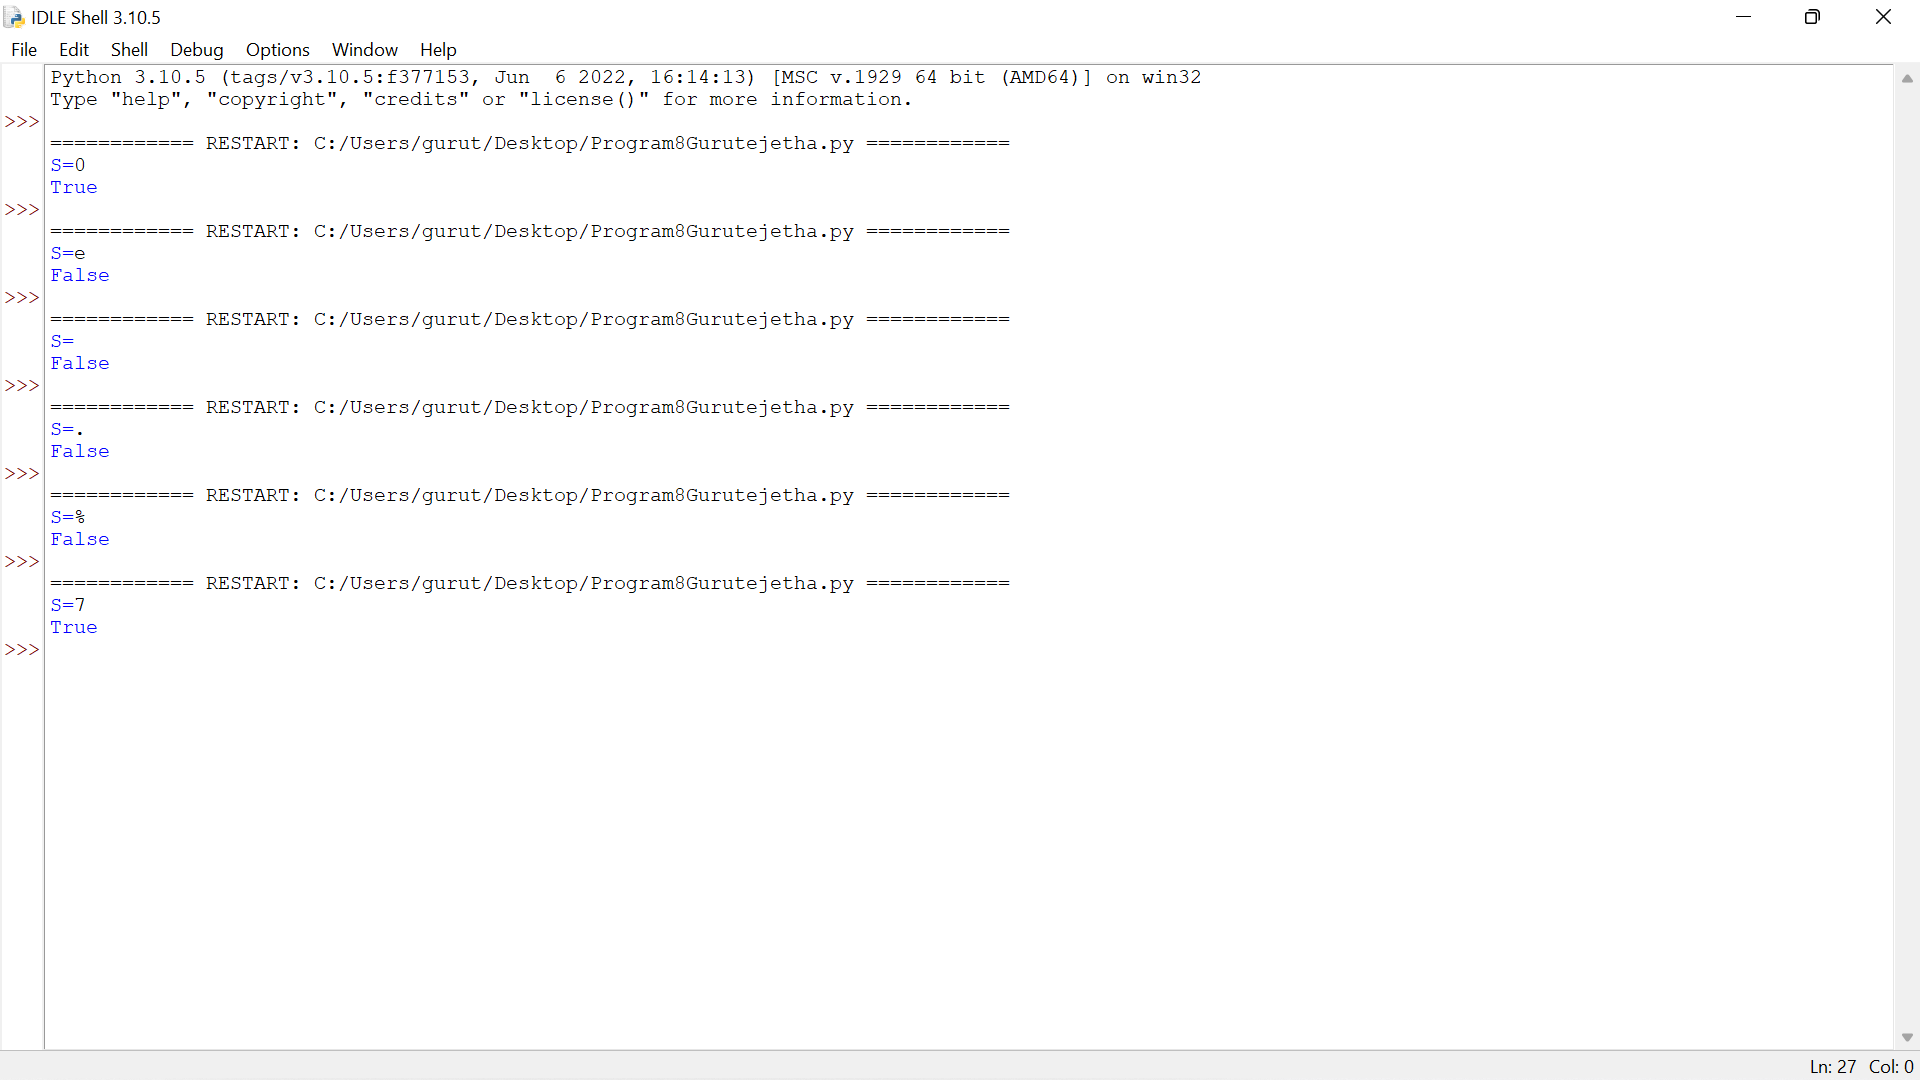 IDLE Shell 3.10.5
File Edit Shell Debug Options Window Help
Python 3.10.5 (tags/v3.10.5:f377153, Jun  6 2022, 16:14:13) [MSC v.1929 64 bit (AMD64)] on win32
Type "help", "copyright", "credits" or "license()" for more information.
>>>
============ RESTART: C:/Users/gurut/Desktop/Program8Gurutejetha.py ============
S=0
True
>>>
============ RESTART: C:/Users/gurut/Desktop/Program8Gurutejetha.py ============
S=e
False
>>>
============ RESTART: C:/Users/gurut/Desktop/Program8Gurutejetha.py ============
S=
False
>>>
============ RESTART: C:/Users/gurut/Desktop/Program8Gurutejetha.py ============
S=.
False
>>>
============ RESTART: C:/Users/gurut/Desktop/Program8Gurutejetha.py ============
S=%
False
>>>
============ RESTART: C:/Users/gurut/Desktop/Program8Gurutejetha.py ============
S=7
True
>>>
Ln: 27 Col: 0